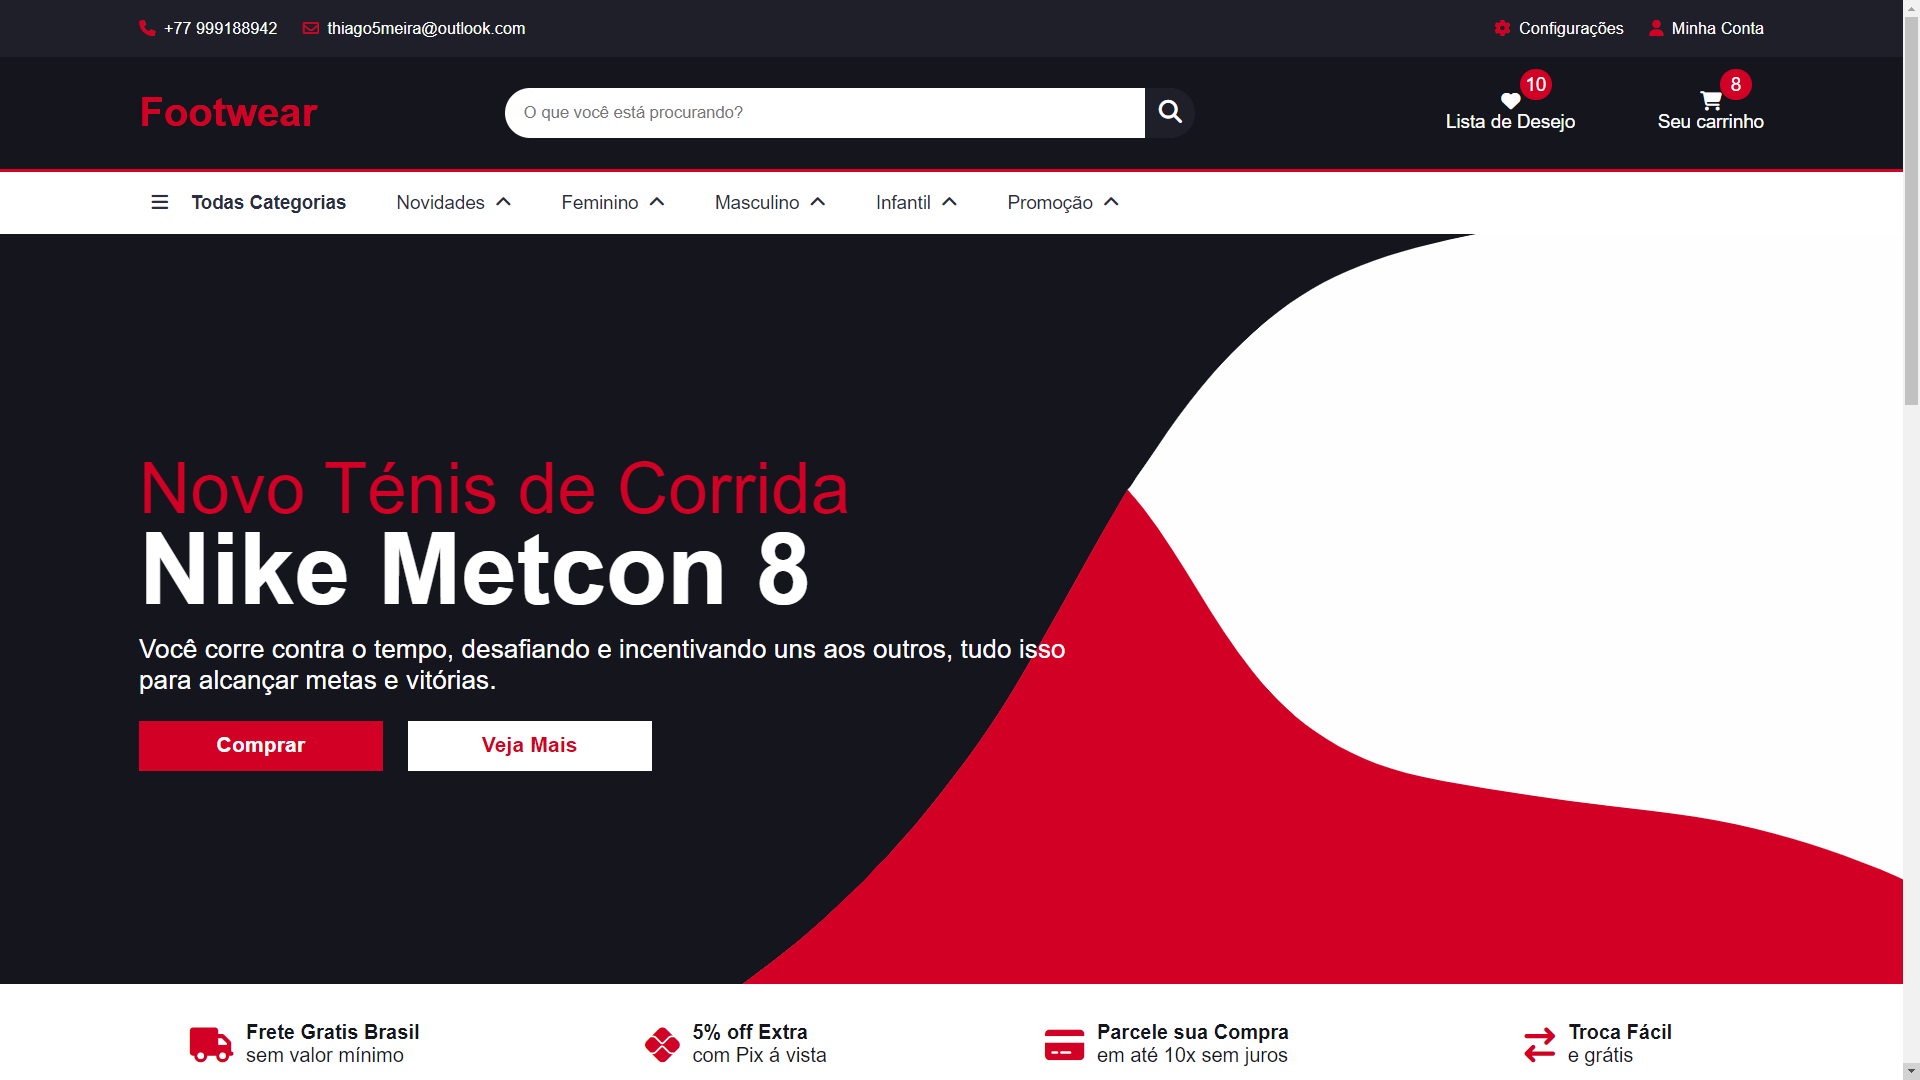 +77 999188942 thiago5meira@outlook.com Configurações Minha Conta
10 8
Footwear O que você está procurando? Lista de Desejo Seu carrinho
Todas Categorias Novidades Feminino Masculino Infantil Promoção
Novo Ténis de Corrida
Nike Metcon 8
Você corre contra o tempo, desafiando e incentivando uns aos outros, tudo isso
para alcançar metas e vitórias.
Comprar Veja Mais
Frete Gratis Brasil
sem valor mínimo
5% off Extra
com Pix á vista
Parcele sua Compra
em até 10x sem juros
Troca Fácil
e grátis